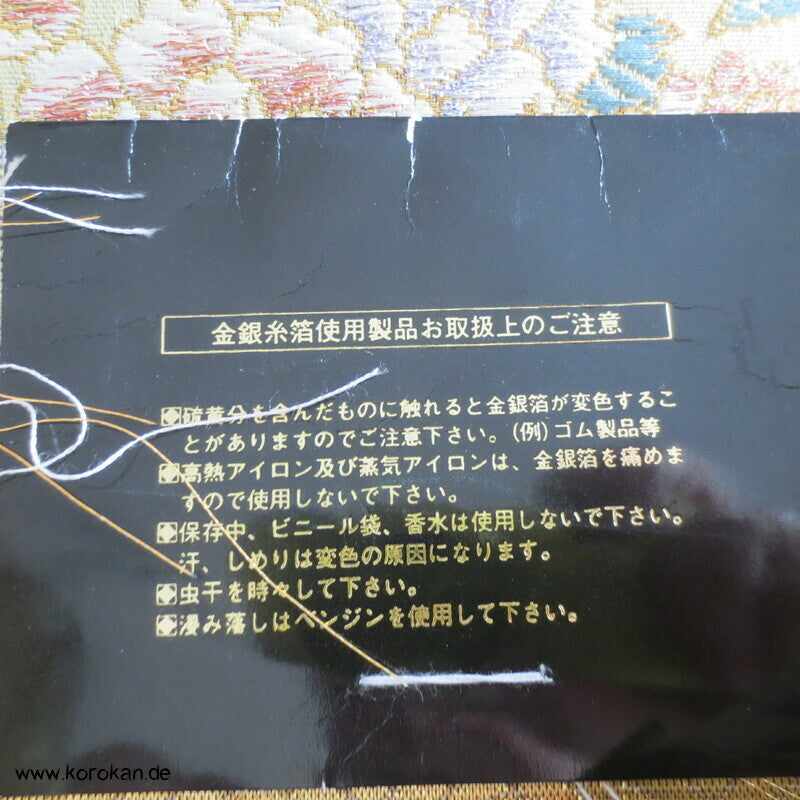 金銀糸箔使用製品お取扱上のご注意
硫黄分を含んだものに触れると金銀箔が変色するこ
とがありますのでご注意下さい。(例)ゴム製品等
高熱アイロン及び蒸気アイロンは、金銀箔を痛めま
すので使用しないで下さい。
保存中、ビニール袋、香水は使用しないで下さい。
汗、しめりは変色の原因になります。
虫干を時々して下さい。
浸み落しはベンジンを使用して下さい。
www.korokan.de